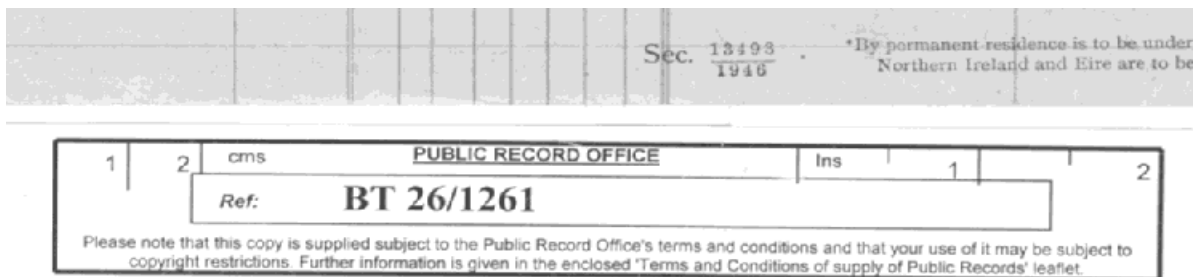 Sec. 13493
1946 .
*By permanent residence is to be under
Northern Ireland and Eire are to be
1 2 cms PUBLIC RECORD OFFICE Ins 1 2
Ref: BT 26/1261
Please note that this copy is supplied subject to the Public Record Office's terms and conditions and that your use of it may be subject to
copyright restrictions. Further information is given in the enclosed 'Terms and Conditions of supply of Public Records' leaflet.